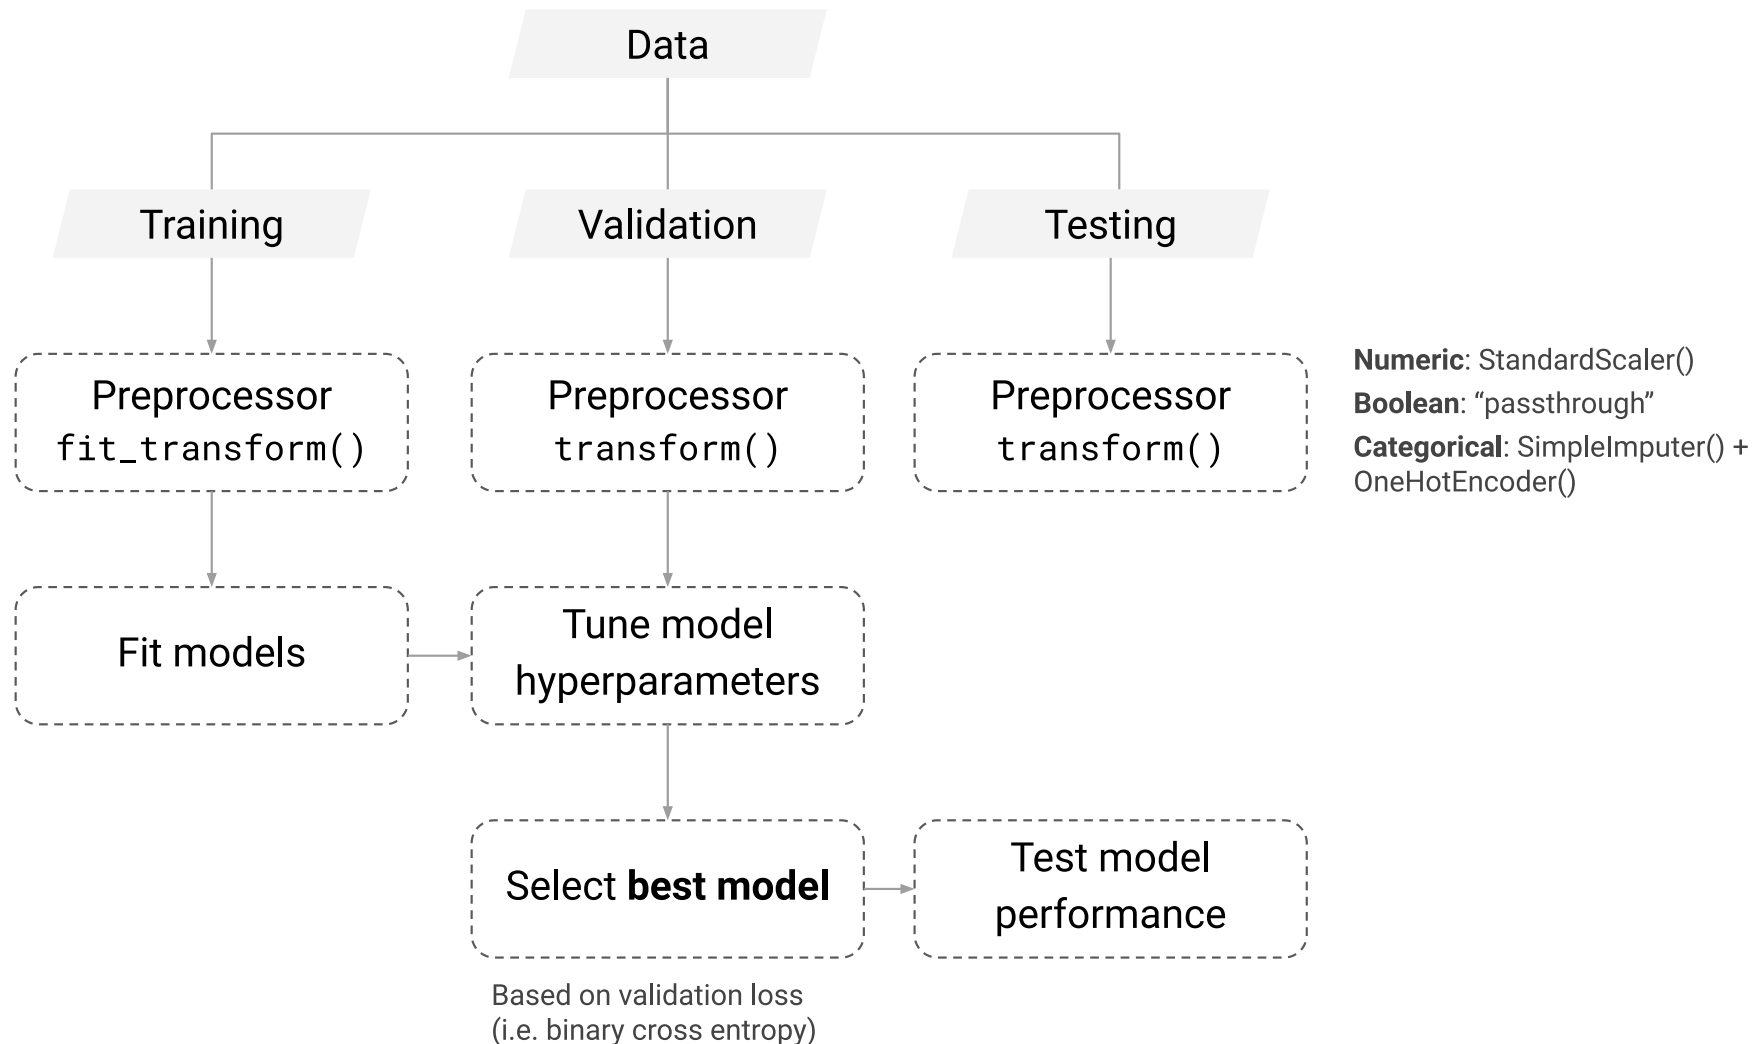 Data
Training
Validation
Testing
Preprocessor
fit_transform()
Preprocessor
transform()
Preprocessor
transform()
Numeric: StandardScaler()
Boolean: “passthrough”
Categorical: SimpleImputer() +
OneHotEncoder()
Fit models
Tune model
hyperparameters
Select best model
Test model
performance
Based on validation loss
(i.e. binary cross entropy)